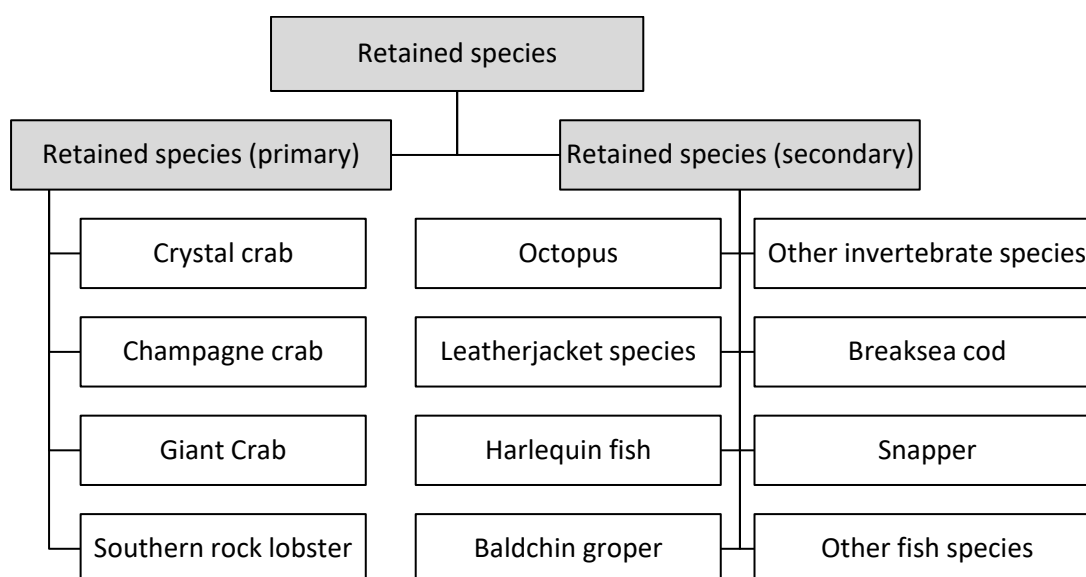 Retained species
Retained species (primary)
Retained species (secondary)
Crystal crab
Octopus
Other invertebrate species
Champagne crab
Leatherjacket species
Breaksea cod
Giant Crab
Harlequin fish
Snapper
Southern rock lobster
Baldchin groper
Other fish species